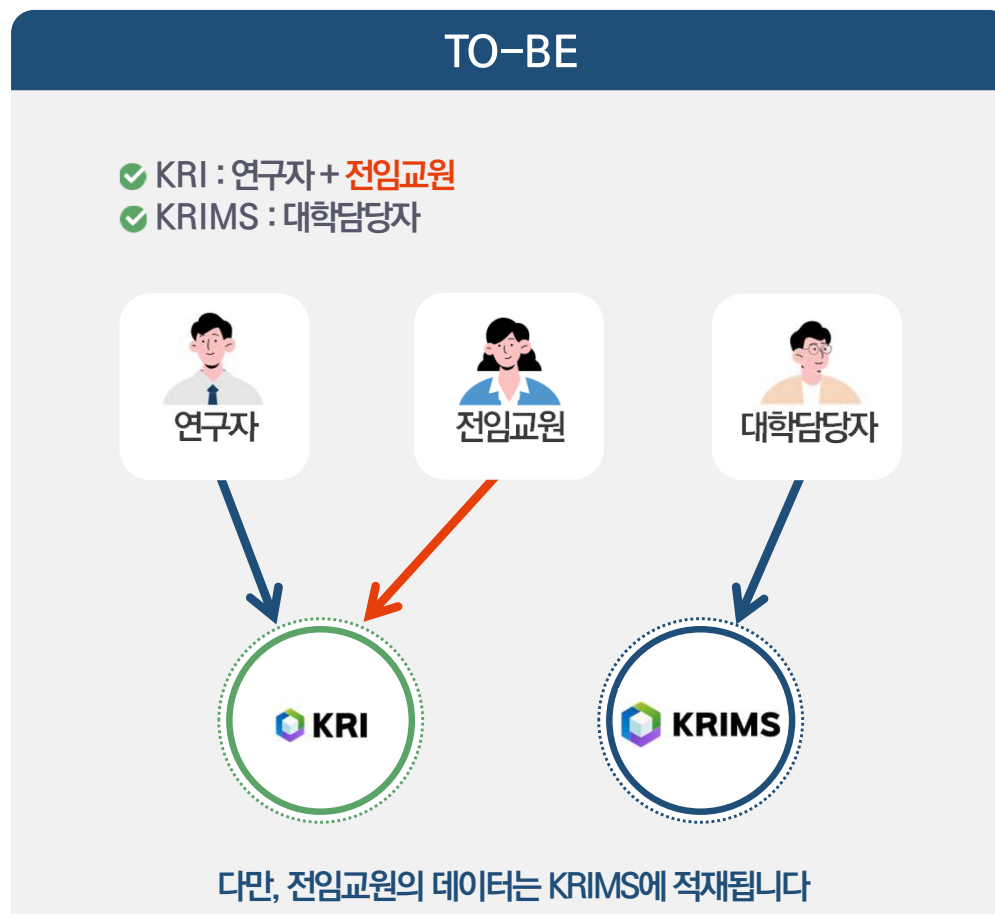 TO-BE
KRI : 연구자 + 전임교원
KRIMS : 대학담당자
연구자
전임교원
대학담당자
KRI
KRIMS
다만, 전임교원의 데이터는 KRIMS에 적재됩니다